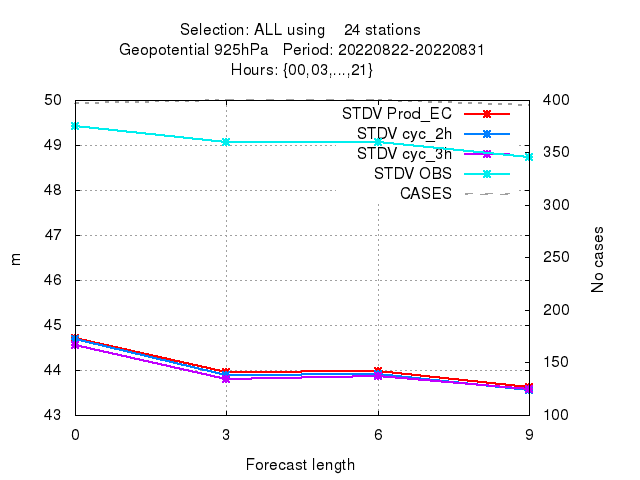 Selection: ALL using    24 stations
Geopotential 925hPa   Period: 20220822-20220831
Hours: {00,03,...,21}
50
49
48
47
46
45
44
43
m
STDV Prod_EC
STDV cyc_2h
STDV cyc_3h
STDV OBS
CASES
400
350
300
250
200
150
100
No cases
0 3 6 9
Forecast length